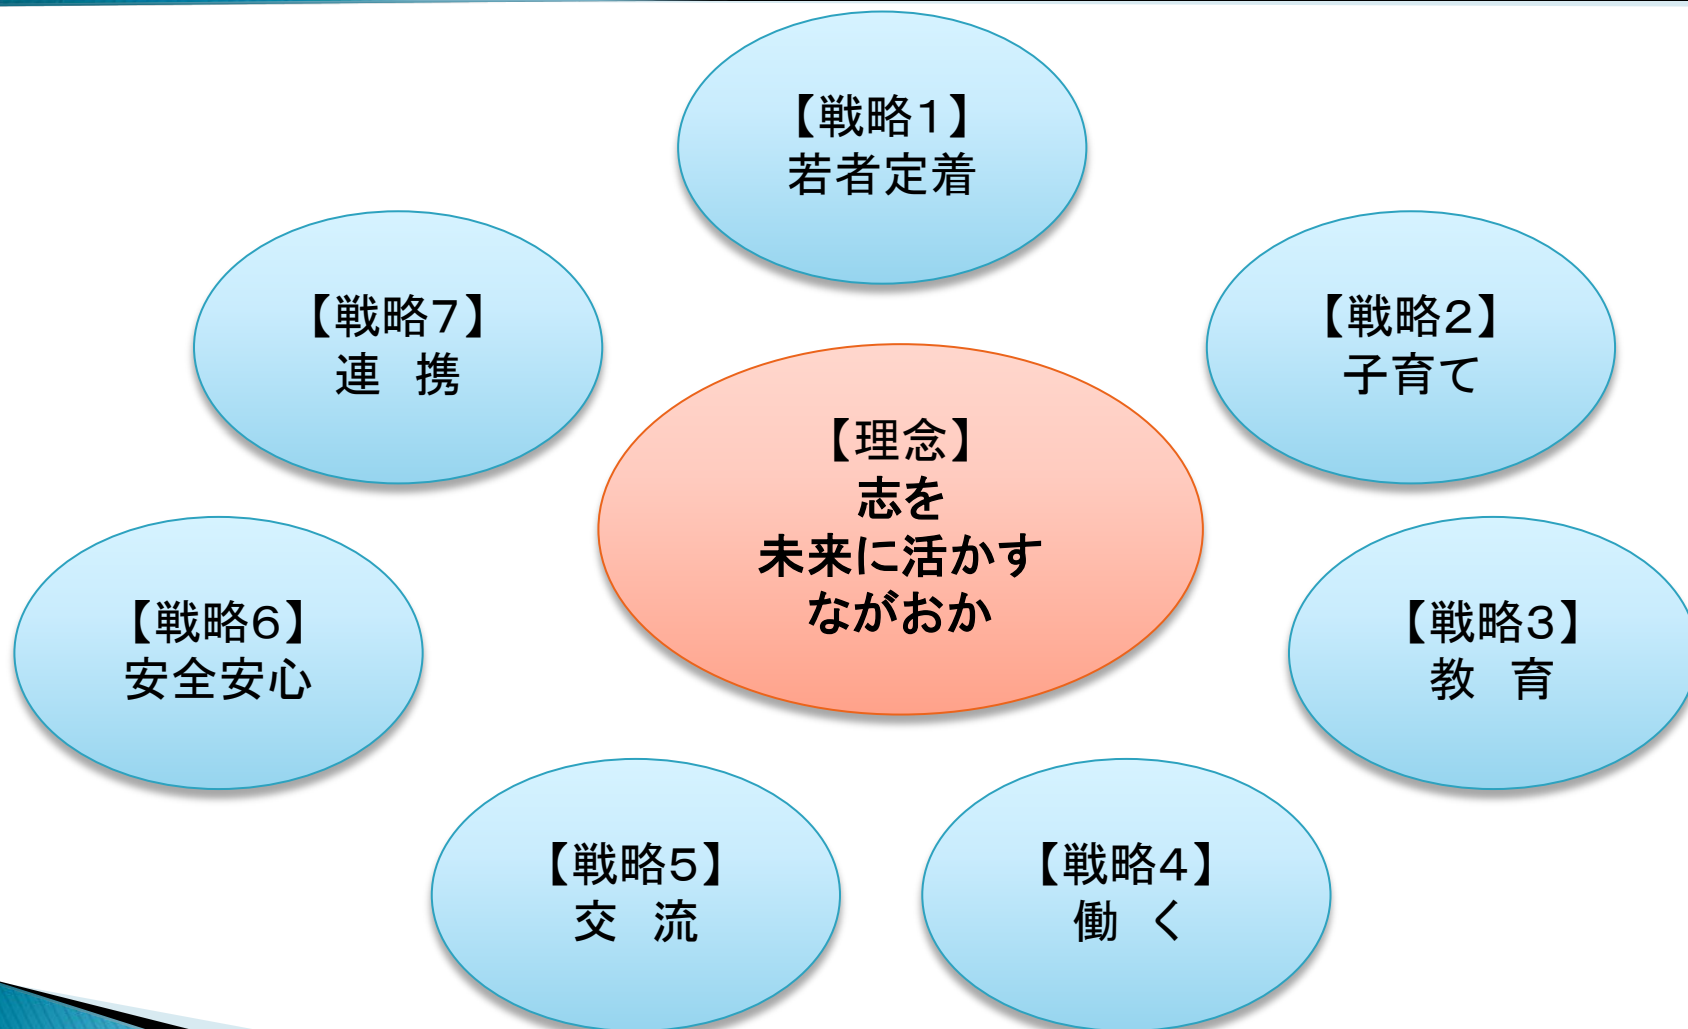 【戦略１】
若者定着
【戦略２】
子育て
【戦略３】
教　育
【戦略４】
働　く
【戦略５】
交　流
【戦略６】
安全安心
【戦略７】
連　携
【理念】
志を
未来に活かす
ながおか